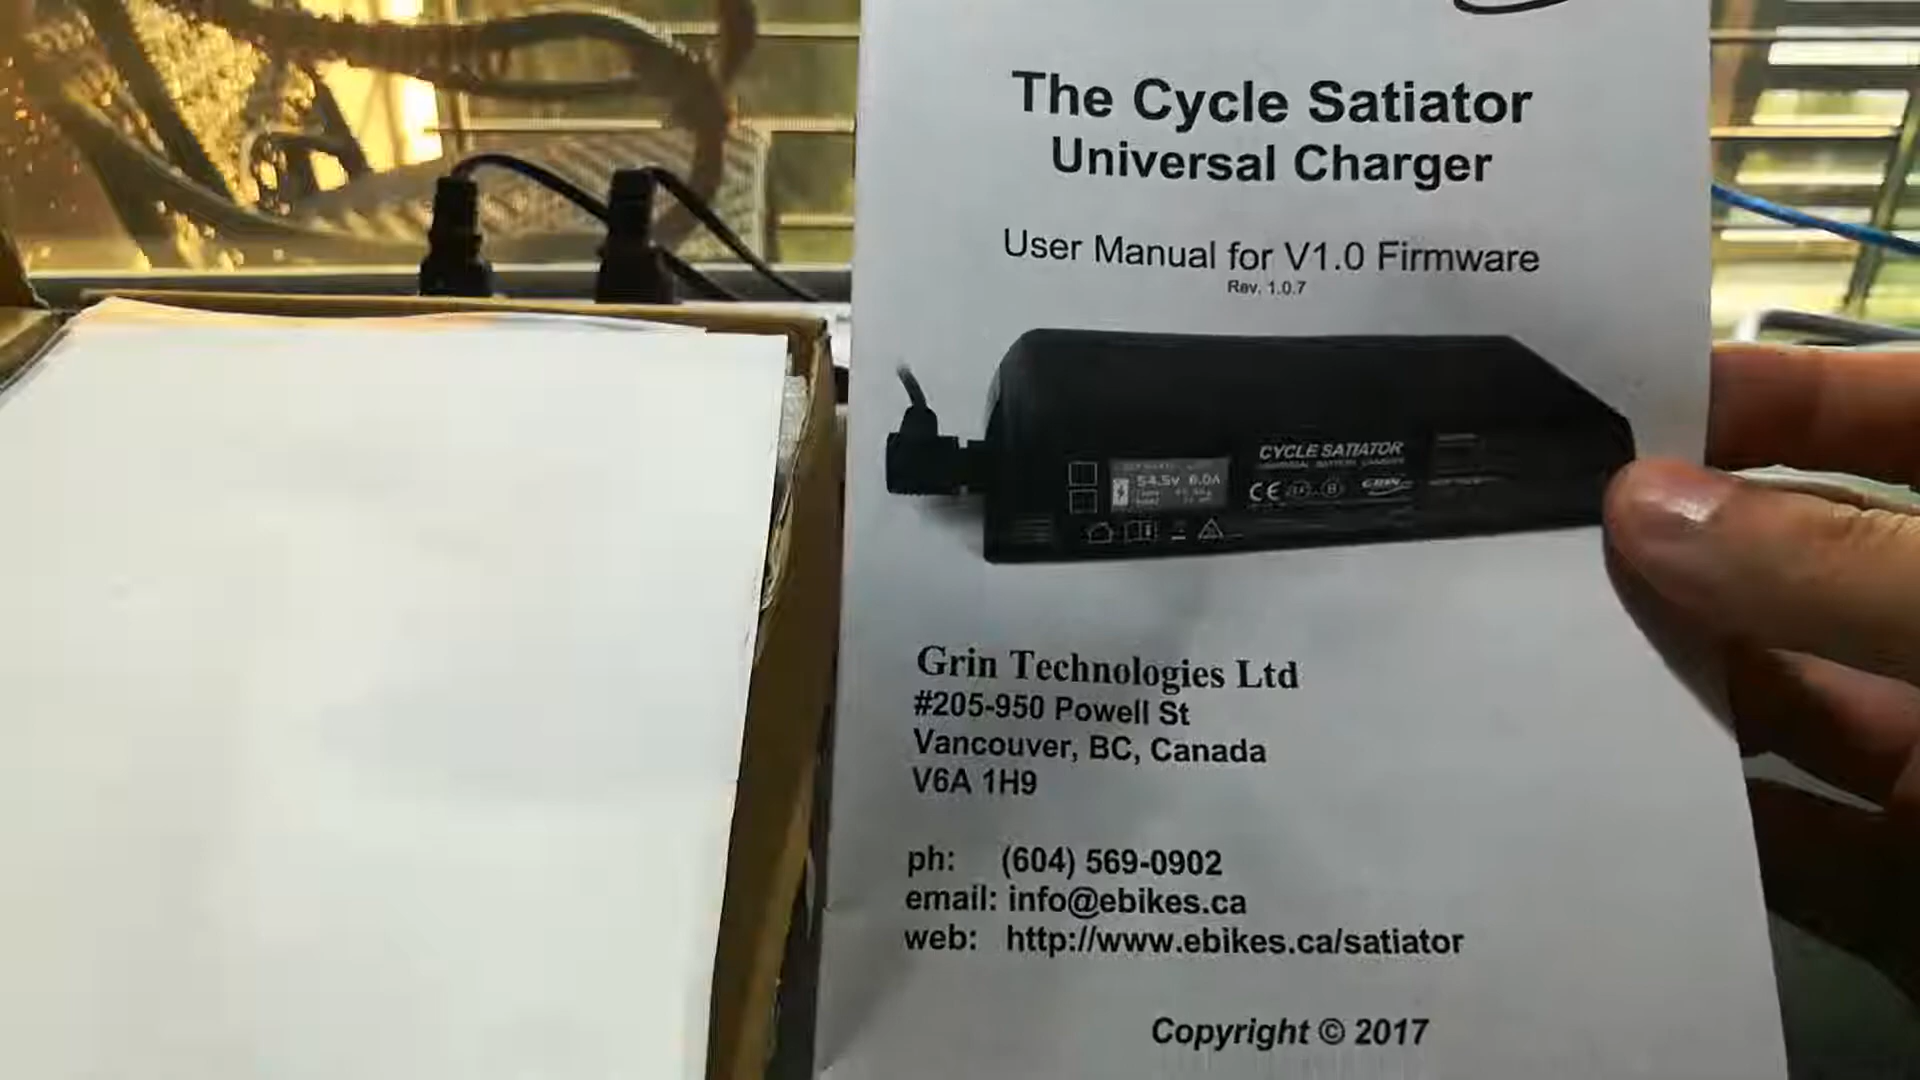 The Cycle Satiator
Universal Charger
User Manual for V1.0 Firmware
Rev. 1.0.7
54.5V 6.0A
CYCLE SATIATOR
CE
GRIN
Grin Technologies Ltd
#205-950 Powell St
Vancouver, BC, Canada
V6A 1H9
ph: (604) 569-0902
email: info@ebikes.ca
web: http://www.ebikes.ca/satiator
Copyright © 2017